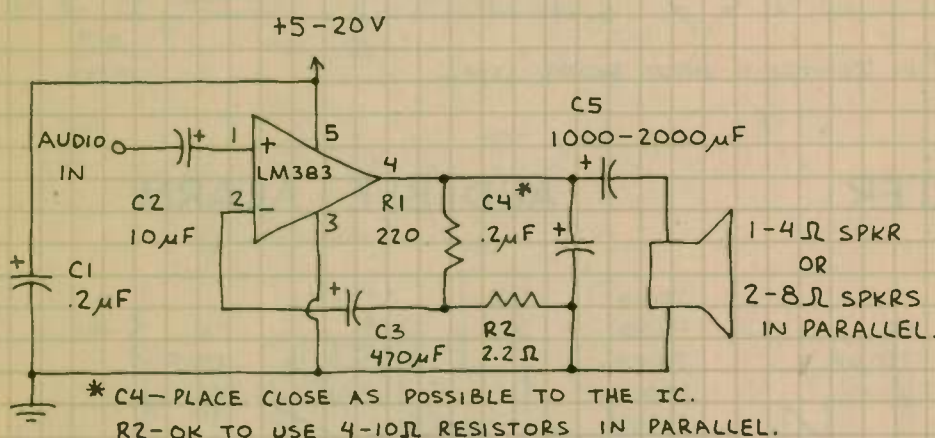 +5-20V
C5
1000-2000µF
AUDIO
IN
1
+
5
LM383
4
2
-
3
R1
220
C4*
.2µF
+
+
+
C2
10µF
1-4Ω SPKR
OR
2-8Ω SPKRS
IN PARALLEL.
+
C1
.2µF
+
C3
470µF
R2
2.2Ω
* C4-PLACE CLOSE AS POSSIBLE TO THE IC.
R2-OK TO USE 4-10Ω RESISTORS IN PARALLEL.